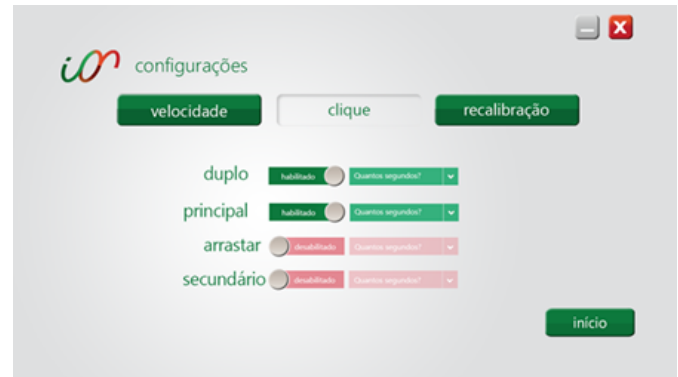 ion configurações
velocidade clique recalibração
duplo habilitado Quantos segundos?
principal habilitado Quantos segundos?
arrastar desabilitado Quantos segundos?
secundário desabilitado Quantos segundos?
início